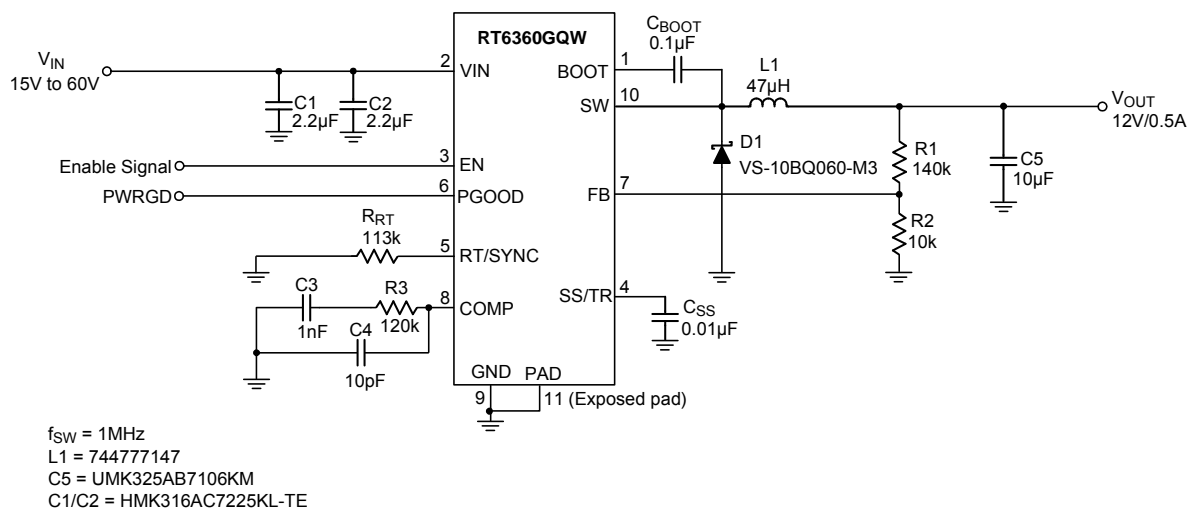 RT6360GQW
VIN
15V to 60V
2
VIN
C1
2.2µF
C2
2.2µF
Enable Signal
3
EN
PWRGD
6
PGOOD
RRT
113k
5
RT/SYNC
C3
1nF
R3
120k
8
COMP
C4
10pF
GND
9
PAD
11 (Exposed pad)
BOOT
1
CBOOT
0.1µF
SW
10
L1
47µH
D1
VS-10BQ060-M3
FB
7
R1
140k
R2
10k
C5
10µF
VOUT
12V/0.5A
SS/TR
4
CSS
0.01µF
fSW = 1MHz
L1 = 744777147
C5 = UMK325AB7106KM
C1/C2 = HMK316AC7225KL-TE